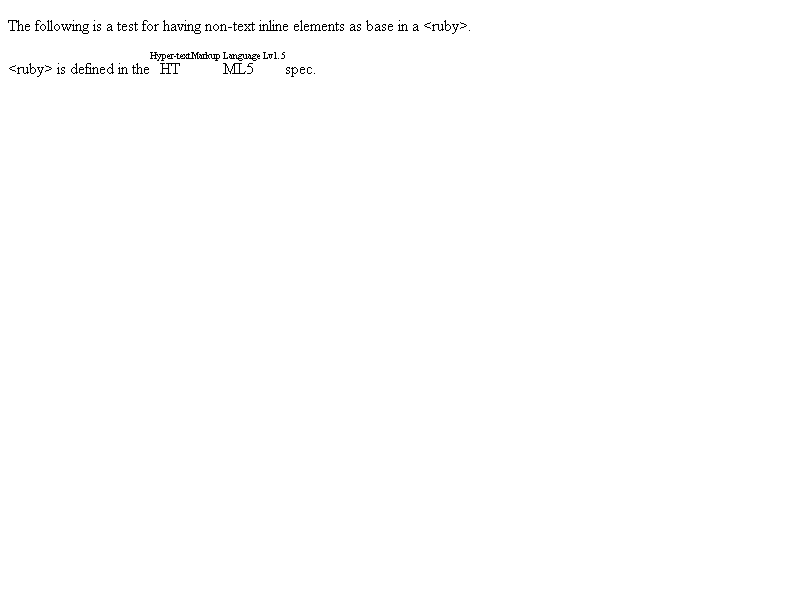 The following is a test for having non-text inline elements as base in a <ruby>.
Hyper-textMarkup Language Lv1.5
<ruby> is defined in the HT ML5 spec.